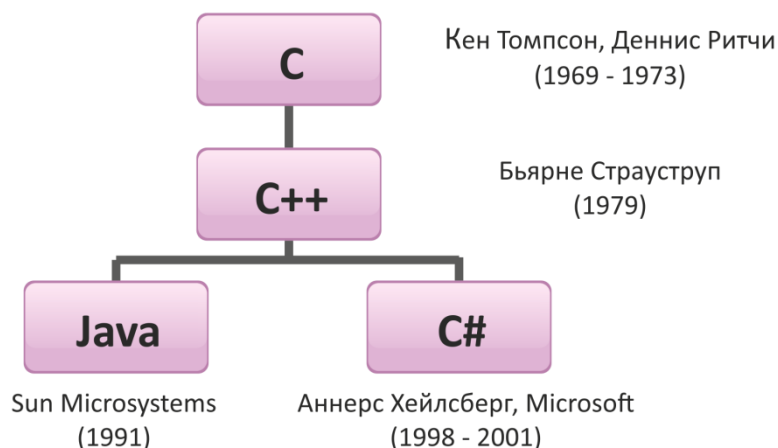 C
Кен Томпсон, Деннис Ритчи
(1969 - 1973)
C++
Бьярне Страуструп
(1979)
Java
C#
Sun Microsystems
(1991)
Аннерс Хейлсберг, Microsoft
(1998 - 2001)